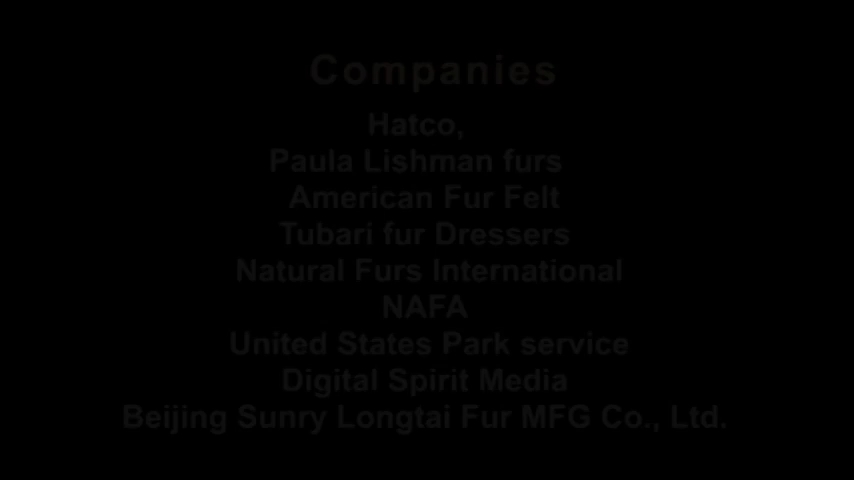 Companies
Hatco,
Paula Lishman furs
American Fur Felt
Tubari fur Dressers
Natural Furs International
NAFA
United States Park service
Digital Spirit Media
Beijing Sunry Longtai Fur MFG Co., Ltd.